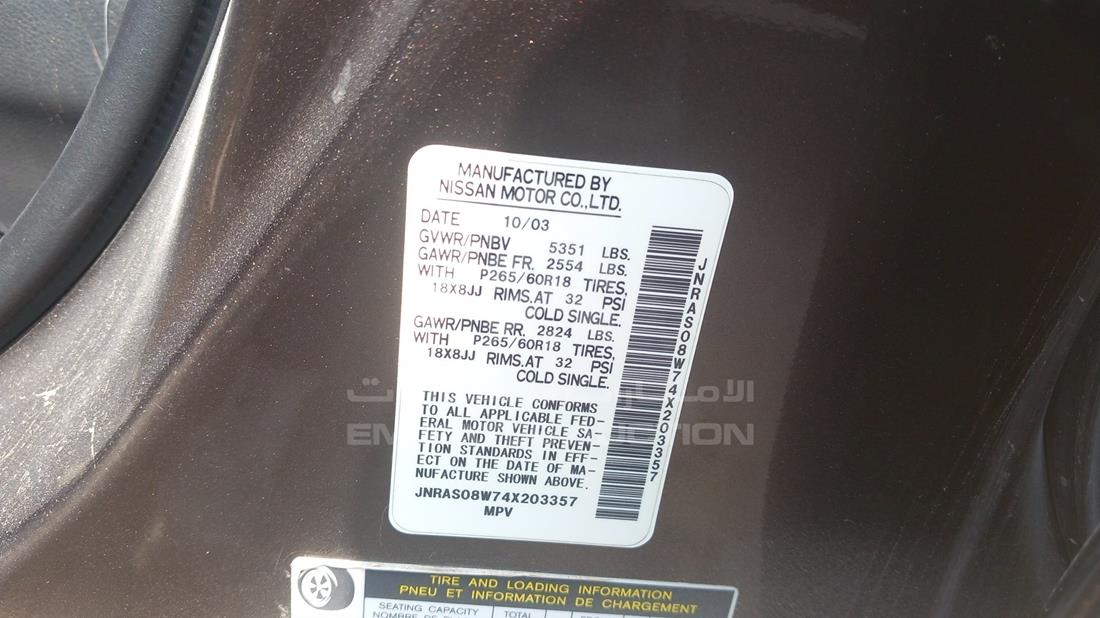 MANUFACTURED BY
NISSAN MOTOR CO.,LTD.
DATE 10/03
GVWR/PNBV 5351 LBS.
GAWR/PNBE FR. 2554 LBS.
WITH P265/60R18 TIRES,
18X8JJ RIMS.AT 32 PSI
COLD SINGLE.
GAWR/PNBE RR. 2824 LBS.
WITH P265/60R18 TIRES,
18X8JJ RIMS.AT 32 PSI
COLD SINGLE.
THIS VEHICLE CONFORMS
TO ALL APPLICABLE FED-
ERAL MOTOR VEHICLE SA-
FETY AND THEFT PREVEN-
TION STANDARDS IN EFF-
ECT ON THE DATE OF MA-
NUFACTURE SHOWN ABOVE.
JNRAS08W74X203357
MPV
JNRAS08W74X203357
TIRE AND LOADING INFORMATION
PNEU ET INFORMATION DE CHARGEMENT
SEATING CAPACITY TOTAL
NOMBRE DE